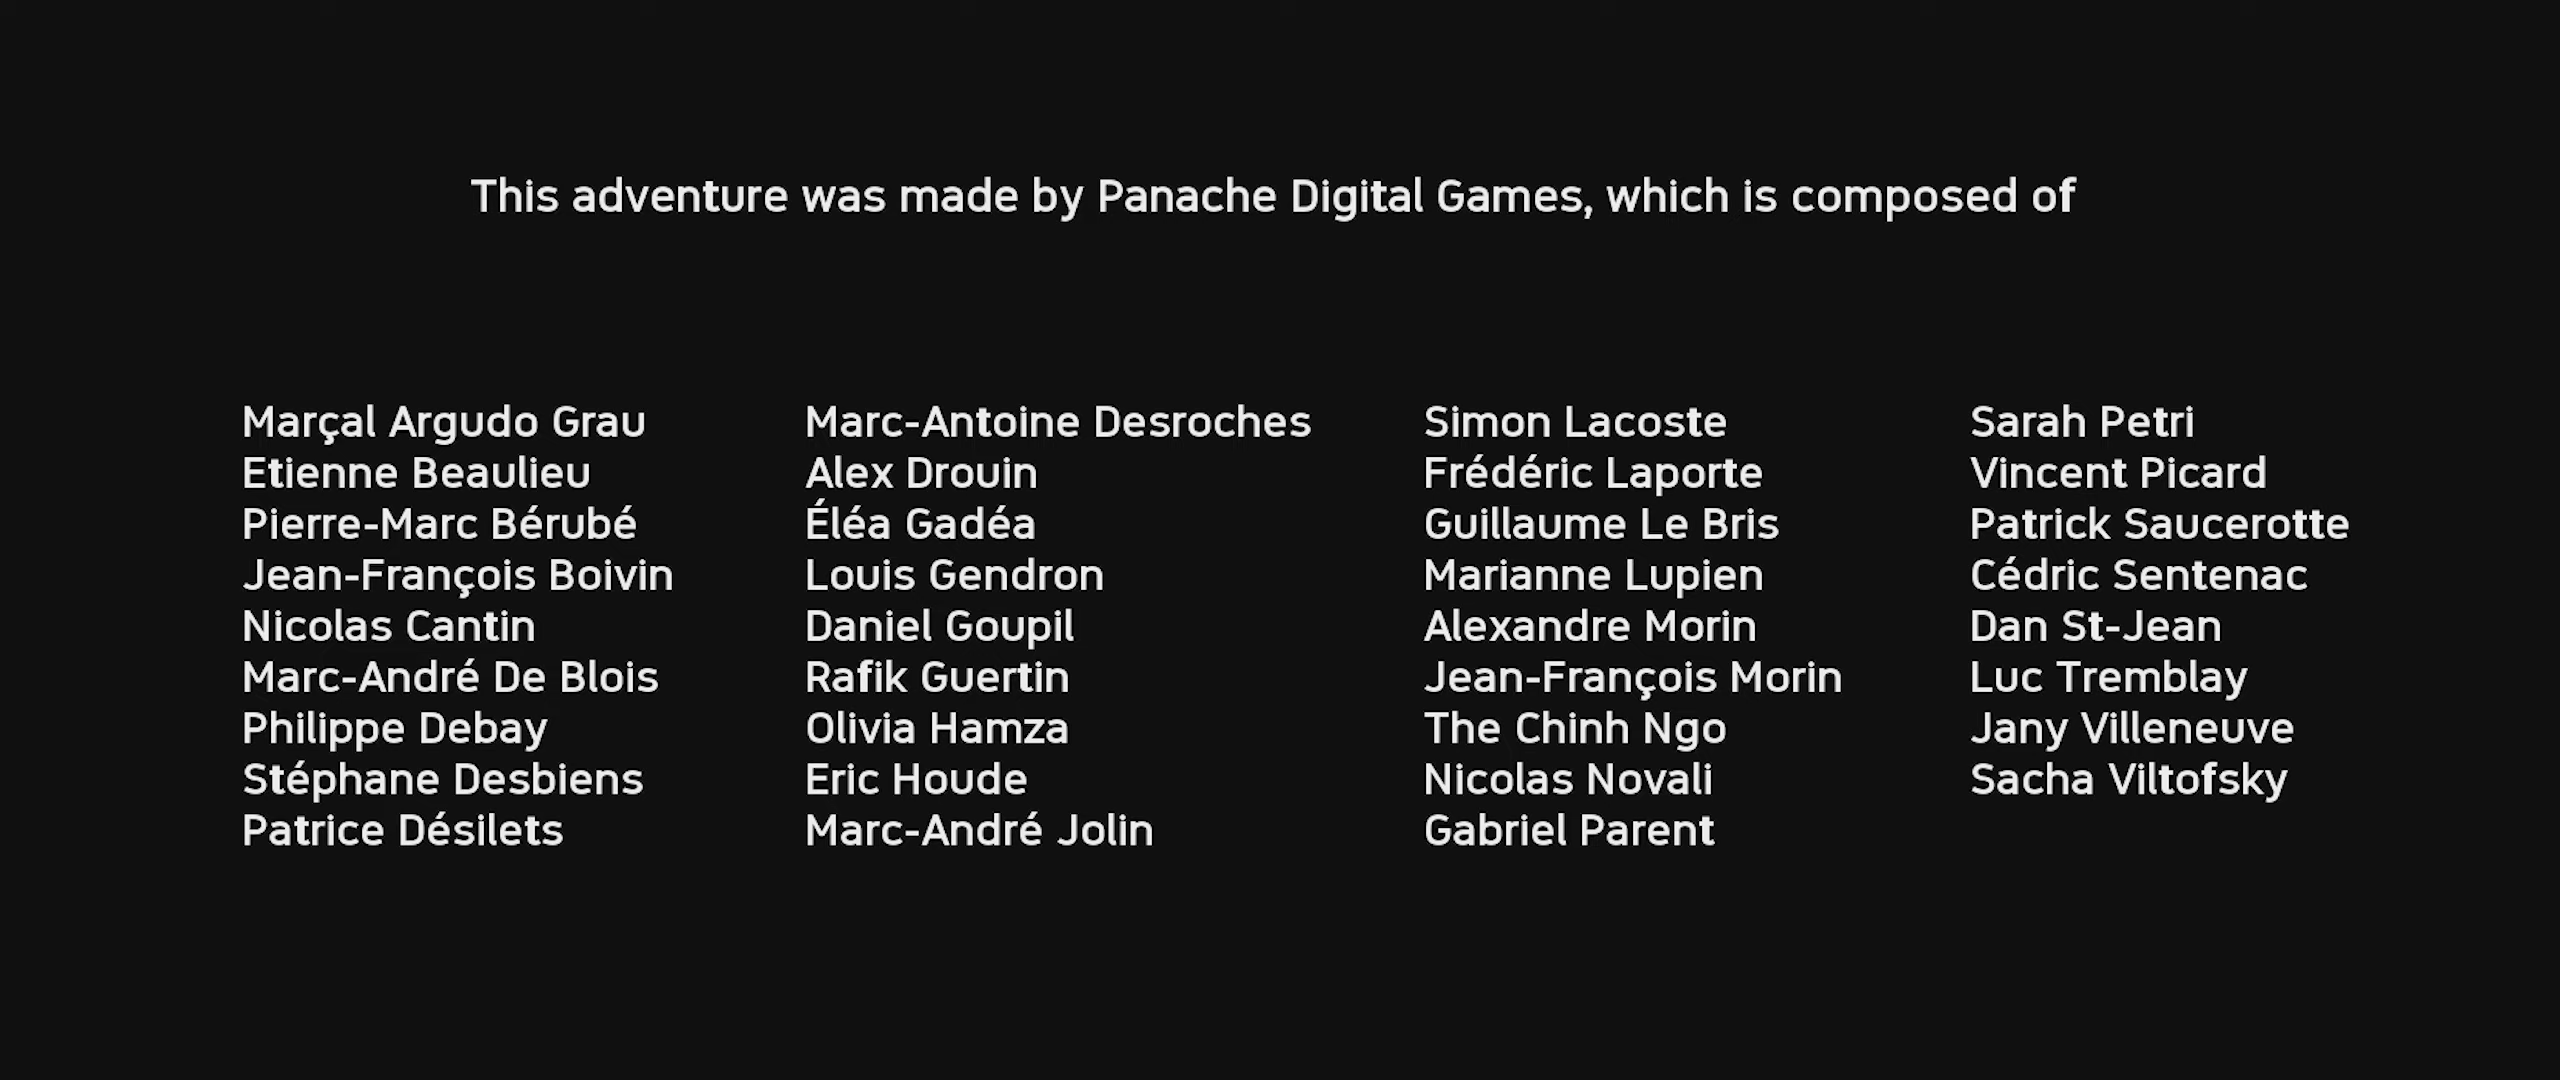 This adventure was made by Panache Digital Games, which is composed of
Marçal Argudo Grau
Etienne Beaulieu
Pierre-Marc Bérubé
Jean-François Boivin
Nicolas Cantin
Marc-André De Blois
Philippe Debay
Stéphane Desbiens
Patrice Désilets
Marc-Antoine Desroches
Alex Drouin
Éléa Gadéa
Louis Gendron
Daniel Goupil
Rafik Guertin
Olivia Hamza
Eric Houde
Marc-André Jolin
Simon Lacoste
Frédéric Laporte
Guillaume Le Bris
Marianne Lupien
Alexandre Morin
Jean-François Morin
The Chinh Ngo
Nicolas Novali
Gabriel Parent
Sarah Petri
Vincent Picard
Patrick Saucerotte
Cédric Sentenac
Dan St-Jean
Luc Tremblay
Jany Villeneuve
Sacha Viltofsky